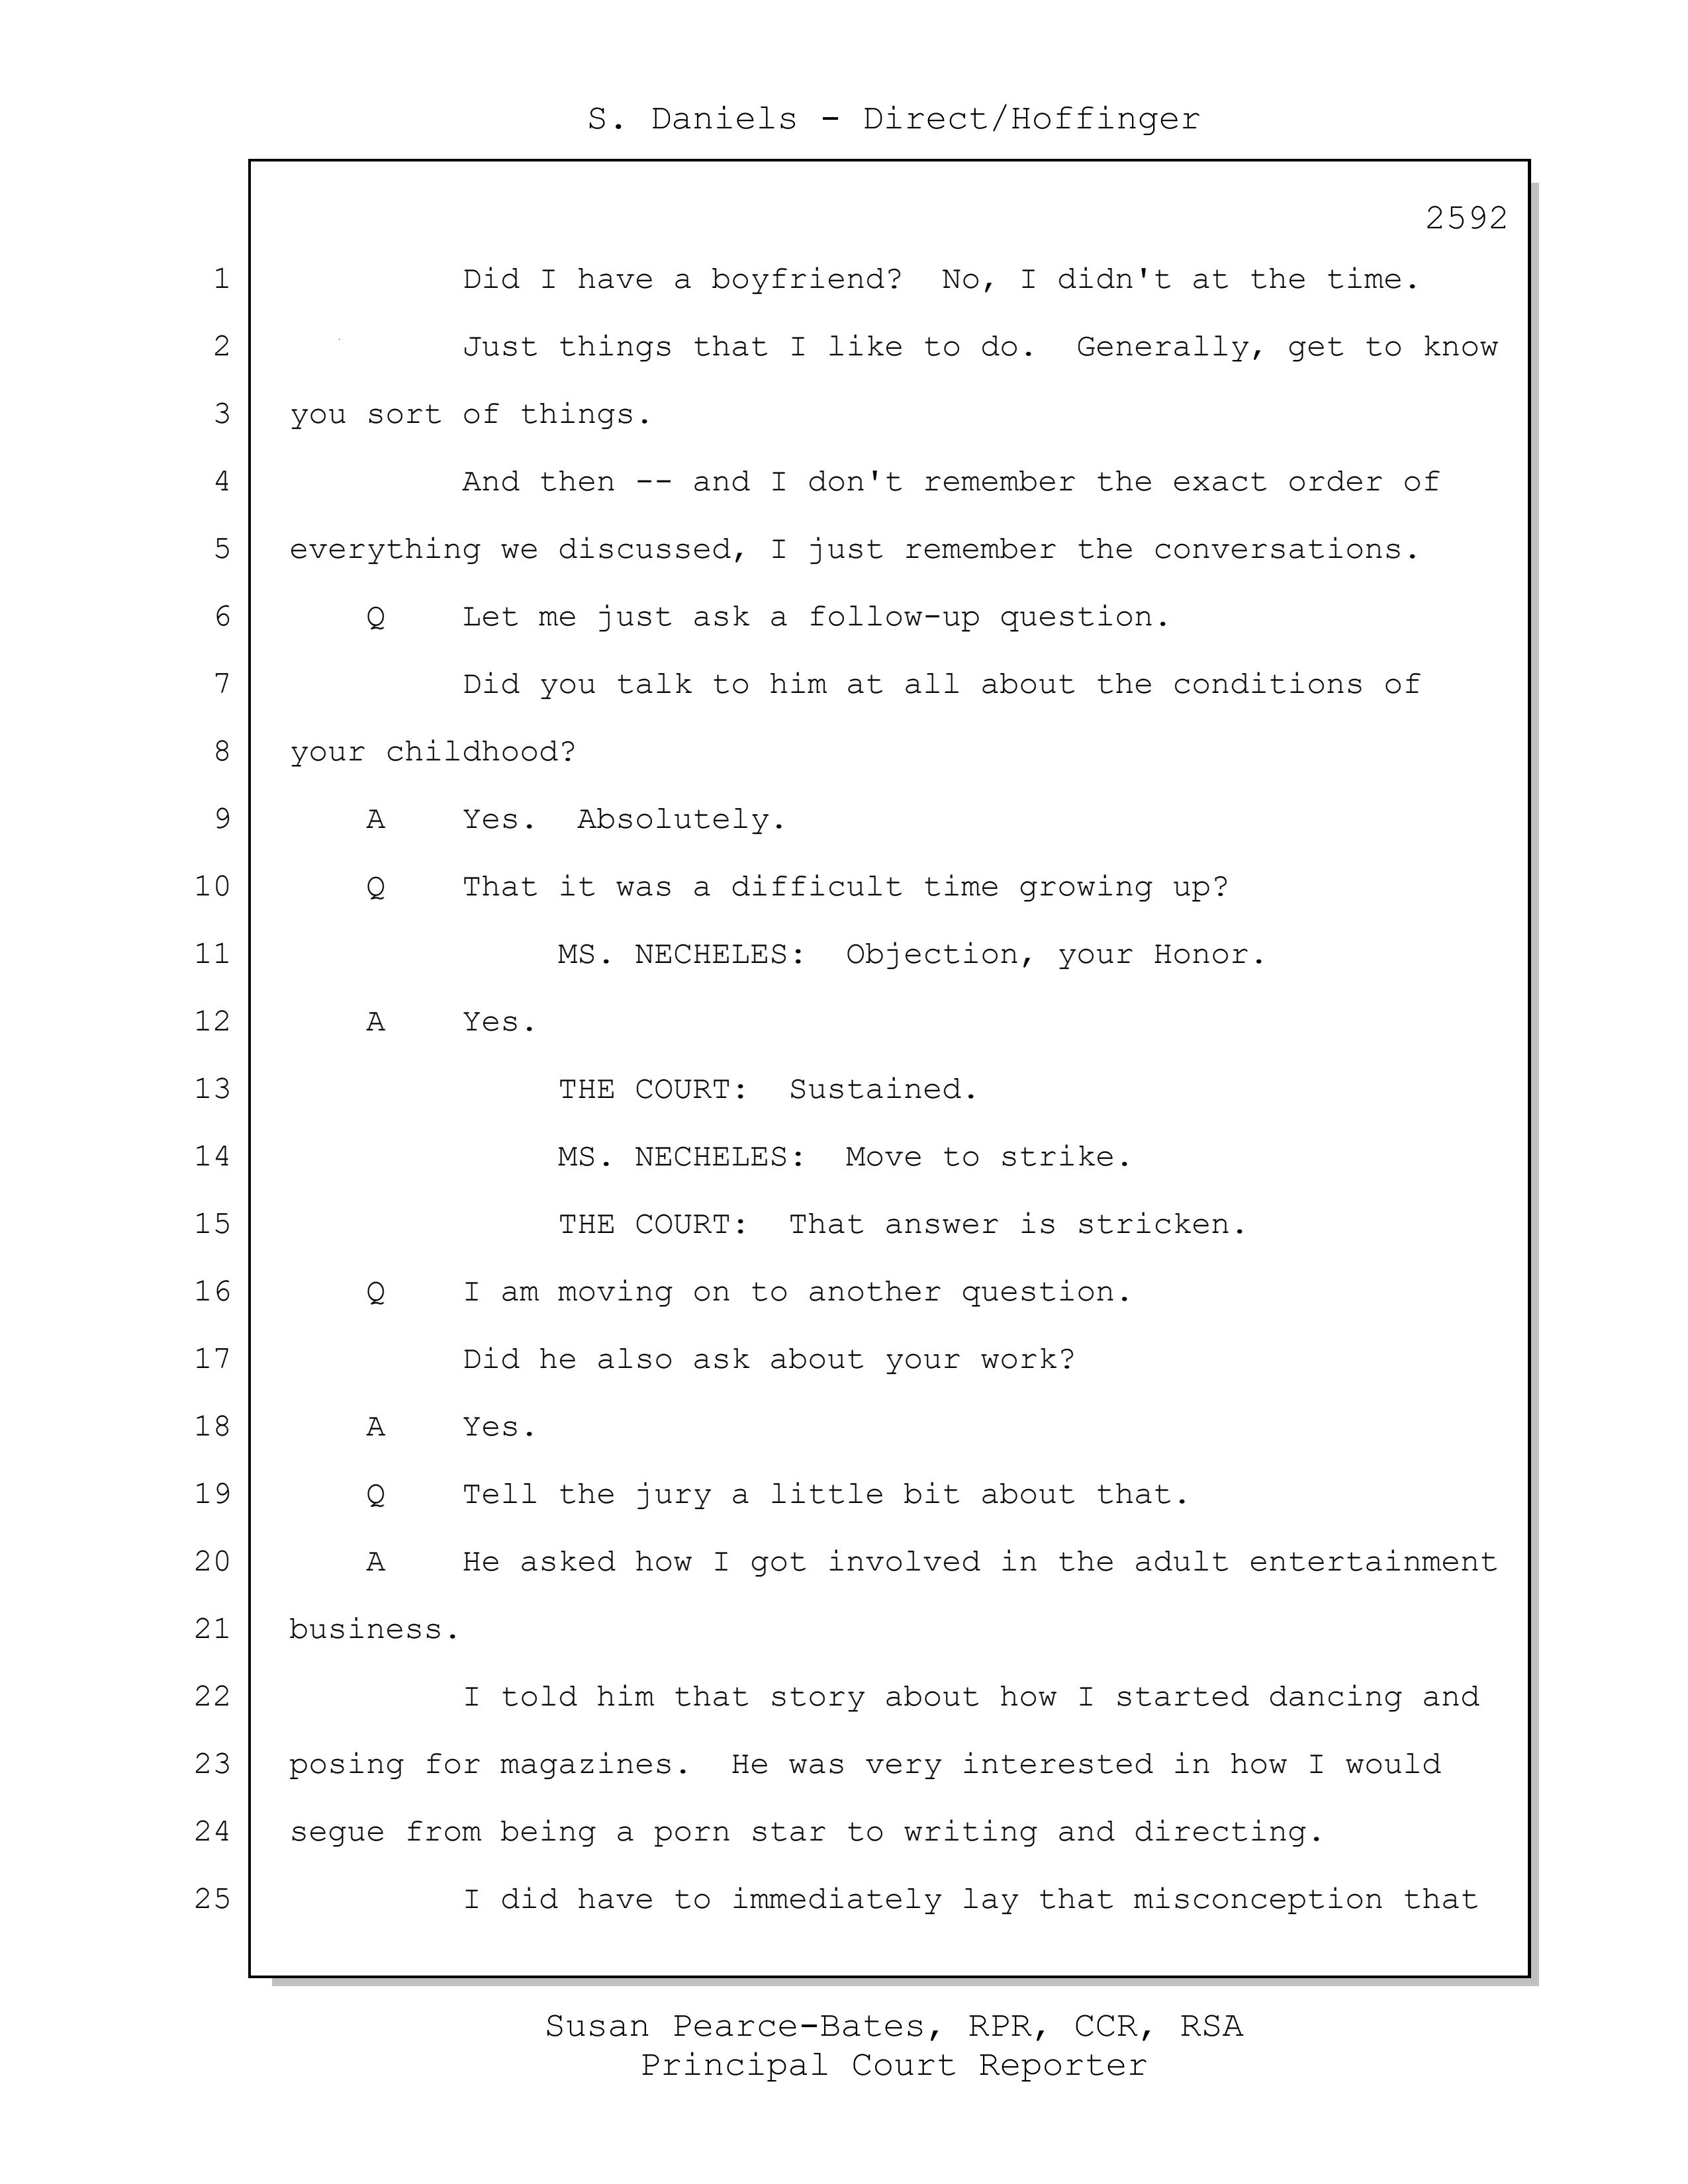 S. Daniels - Direct/Hoffinger
2592
1 Did I have a boyfriend? No, I didn't at the time.
2 Just things that I like to do. Generally, get to know
3 you sort of things.
4 And then -- and I don't remember the exact order of
5 everything we discussed, I just remember the conversations.
6 Q Let me just ask a follow-up question.
7 Did you talk to him at all about the conditions of
8 your childhood?
9 A Yes. Absolutely.
10 Q That it was a difficult time growing up?
11 MS. NECHELES: Objection, your Honor.
12 A Yes.
13 THE COURT: Sustained.
14 MS. NECHELES: Move to strike.
15 THE COURT: That answer is stricken.
16 Q I am moving on to another question.
17 Did he also ask about your work?
18 A Yes.
19 Q Tell the jury a little bit about that.
20 A He asked how I got involved in the adult entertainment
21 business.
22 I told him that story about how I started dancing and
23 posing for magazines. He was very interested in how I would
24 segue from being a porn star to writing and directing.
25 I did have to immediately lay that misconception that
Susan Pearce-Bates, RPR, CCR, RSA
Principal Court Reporter